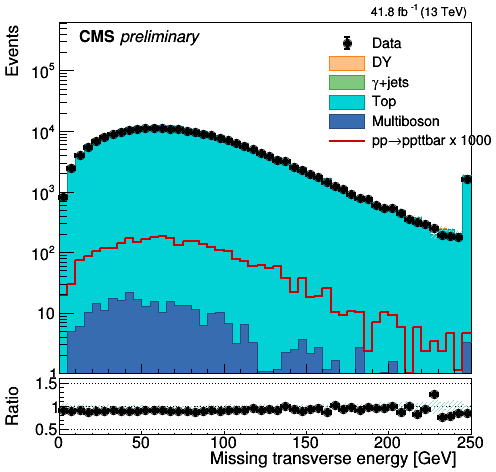 41.8 fb⁻¹ (13 TeV)
CMS preliminary
Events
Data
DY
γ+jets
Top
Multiboson
pp→ppttbar x 1000
10⁵
10⁴
10³
10²
10
1
Ratio
1.5
1
0.5
0 50 100 150 200 250
Missing transverse energy [GeV]